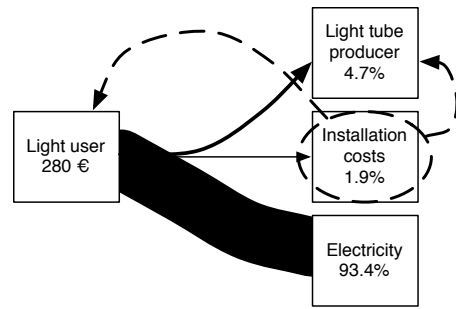 Light tube
producer
4.7%
Light user
280 €
Installation
costs
1.9%
Electricity
93.4%